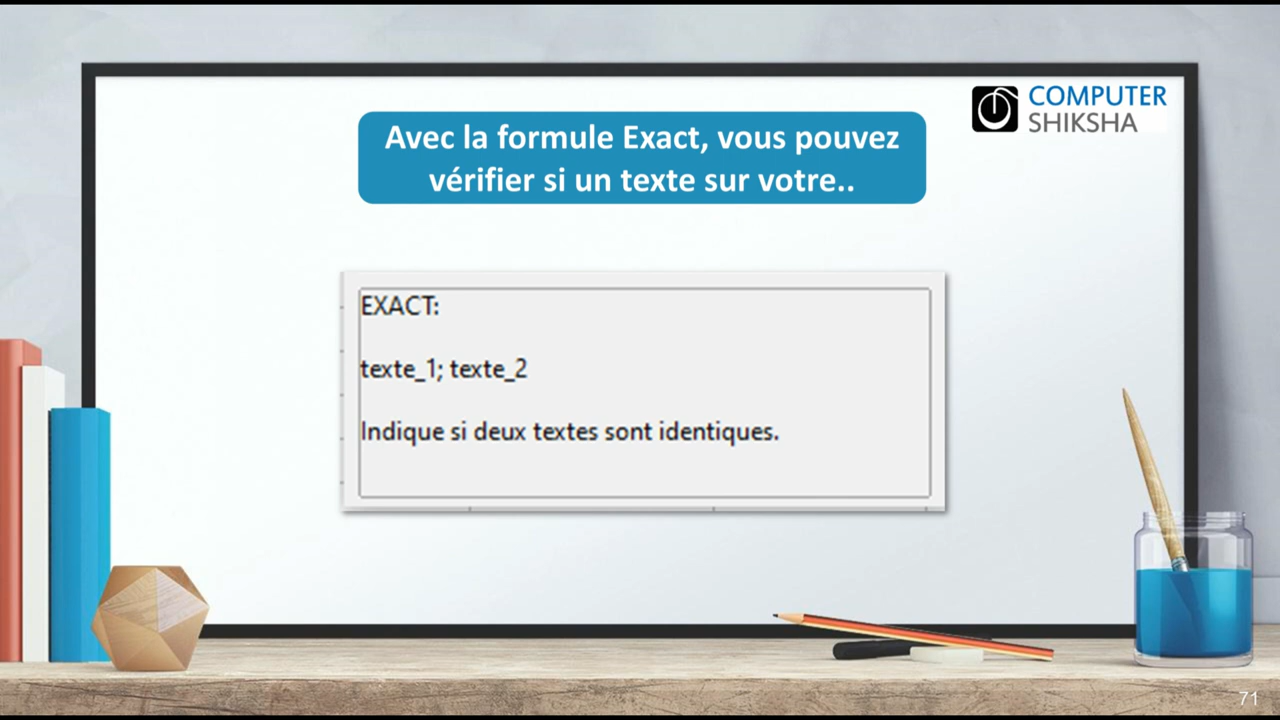 COMPUTER
SHIKSHA
Avec la formule Exact, vous pouvez
vérifier si un texte sur votre..
EXACT:
texte_1; texte_2
Indique si deux textes sont identiques.
71